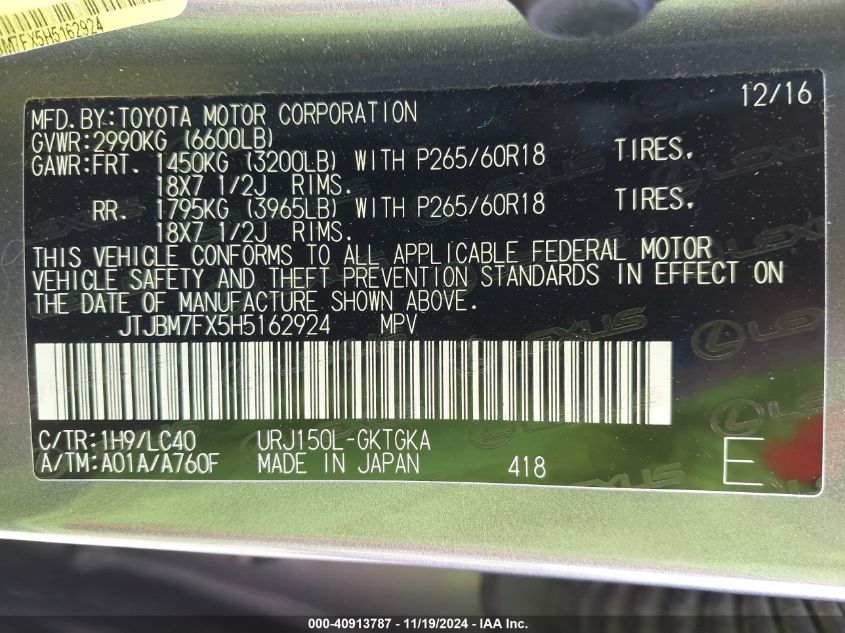 M7FX5H5162924
12/16
MFD.BY:TOYOTA MOTOR CORPORATION
GVWR:2990KG (6600LB)
GAWR:FRT. 1450KG (3200LB) WITH P265/60R18 TIRES.
18X7 1/2J RIMS.
RR. 1795KG (3965LB) WITH P265/60R18 TIRES.
18X7 1/2J RIMS.
THIS VEHICLE CONFORMS TO ALL APPLICABLE FEDERAL MOTOR
VEHICLE SAFETY AND THEFT PREVENTION STANDARDS IN EFFECT ON
THE DATE OF MANUFACTURE SHOWN ABOVE.
JTJBM7FX5H5162924 MPV
LEXUS
C/TR:1H9/LC40 URJ150L-GKTGKA
A/TM:A01A/A760F MADE IN JAPAN 418 E
000-40913787 - 11/19/2024 - IAA Inc.